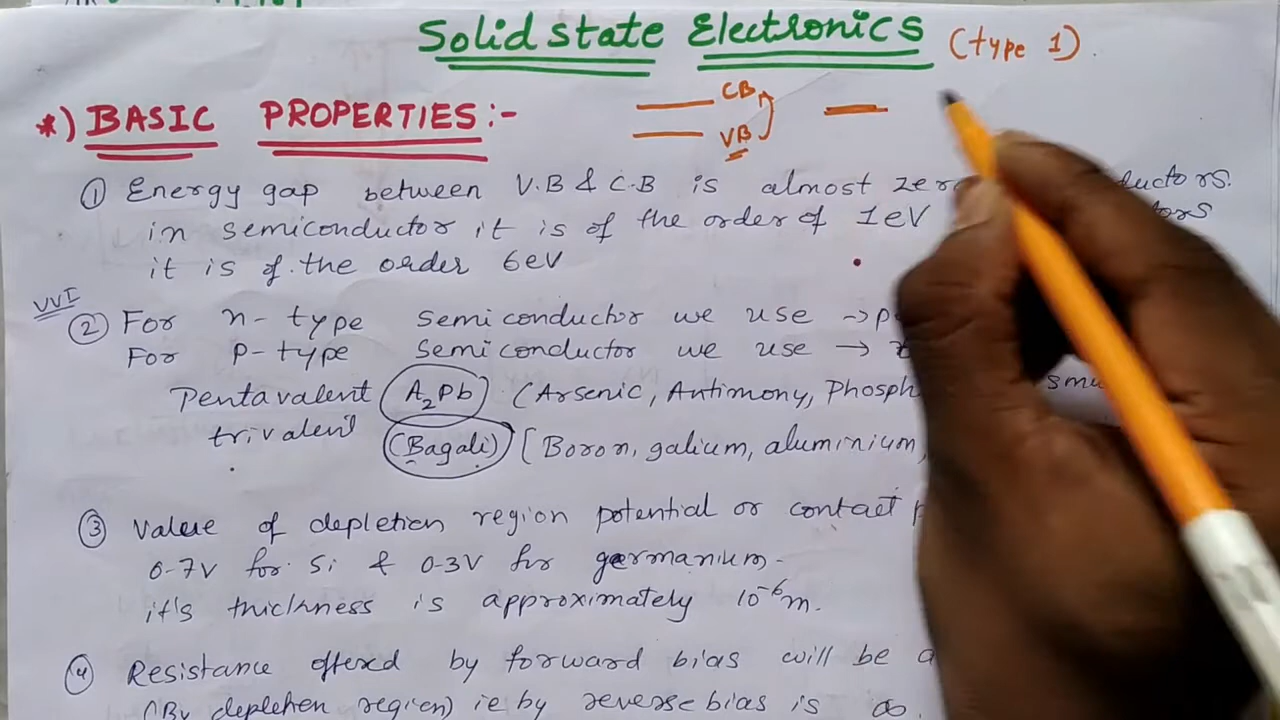 Solid state Electronics (type 1).
CB
VB
*) BASIC PROPERTIES:-
① Energy gap between V.B & C.B is almost zero ductors.
in semiconductor it is of the order of 1eV tors
it is of the order 6eV
VVI
② For n-type semiconductor we use →
For p-type semiconductor we use →
Pentavalent (A₂Pb) (Arsenic, Antimony, Phosph smu
trivalent (Bagali) [Boron, galium, aluminium,
③ Value of depletion region potential or contact p
0-7V for Si & 0-3V for germanium.
it's thickness is approximately 10⁻⁶m.
④ Resistance offered by forward bias will be
(By depletion region) ie by reverse bias is ∞.